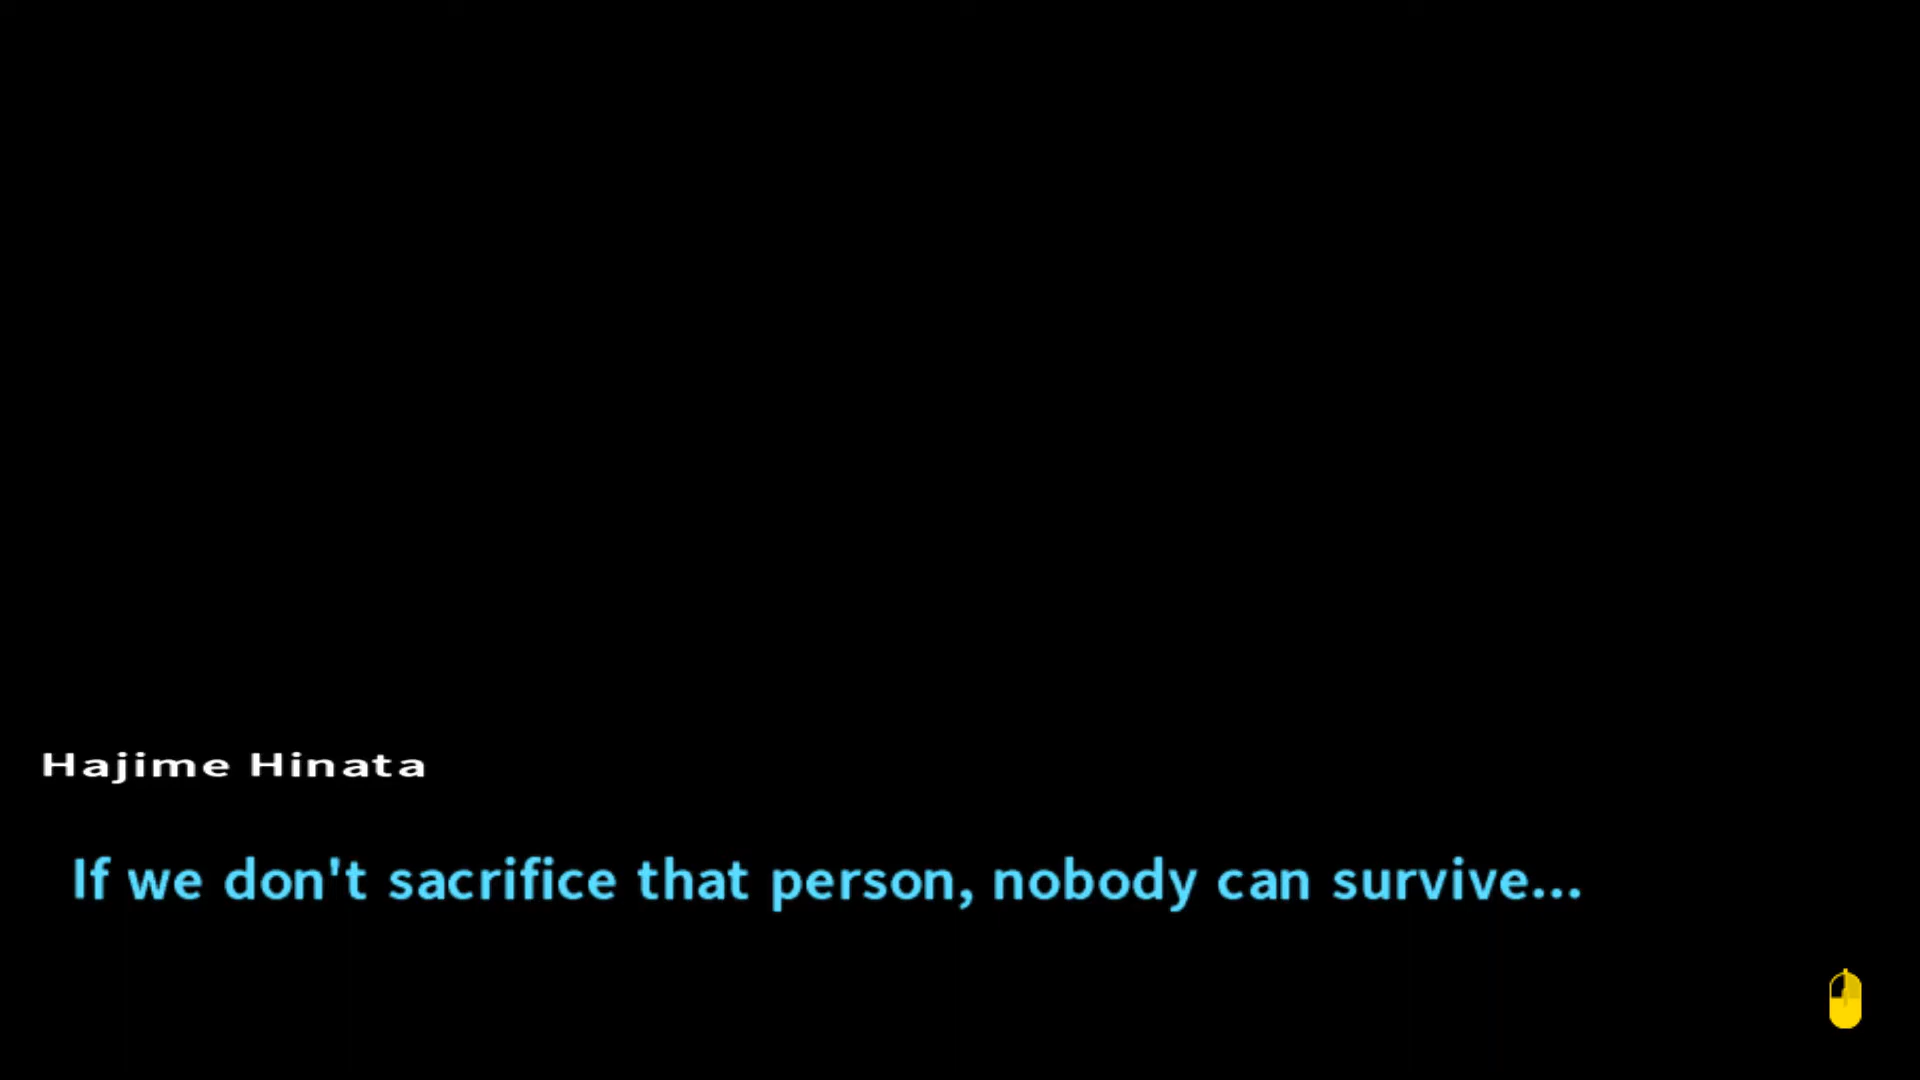 Hajime Hinata
If we don't sacrifice that person, nobody can survive...